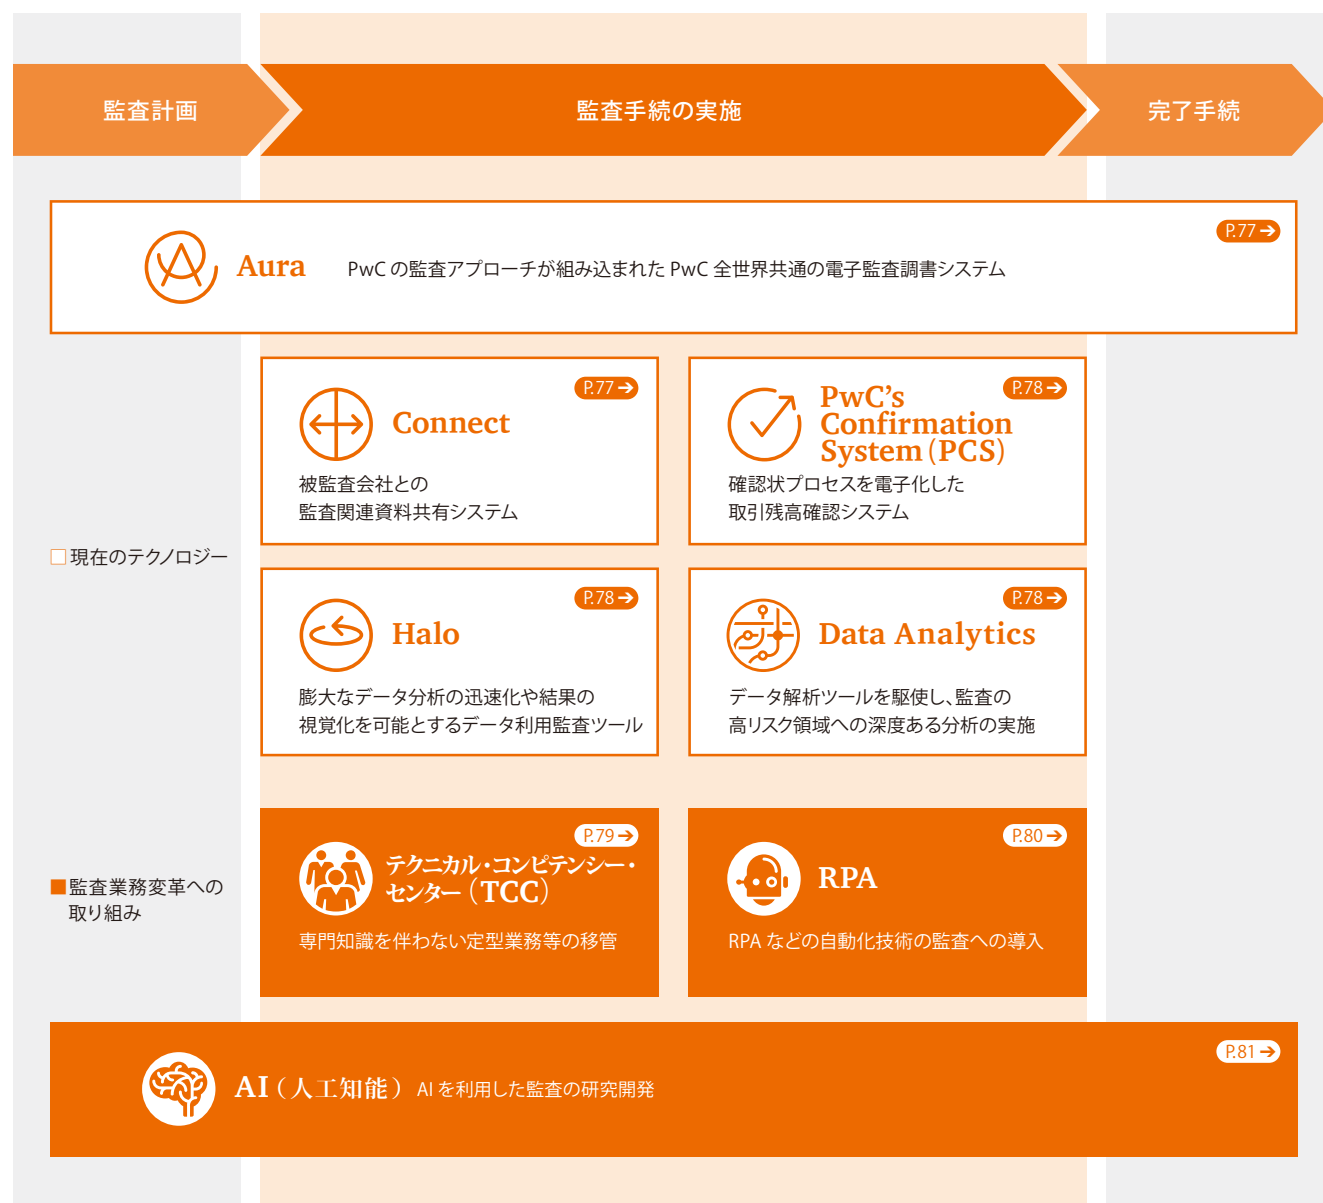 監査計画
監査手続の実施
完了手続
P.77➔
Aura
PwC の監査アプローチが組み込まれた PwC 全世界共通の電子監査調書システム
P.77➔
Connect
被監査会社との
監査関連資料共有システム
P.78➔
PwC’s
Confirmation
System（PCS）
確認状プロセスを電子化した
取引残高確認システム
□現在のテクノロジー
P.78➔
Halo
膨大なデータ分析の迅速化や結果の
視覚化を可能とするデータ利用監査ツール
P.78➔
Data Analytics
データ解析ツールを駆使し、監査の
高リスク領域への深度ある分析の実施
■監査業務変革への
取り組み
P.79➔
テクニカル・コンピテンシー・
センター（TCC）
専門知識を伴わない定型業務等の移管
P.80➔
RPA
RPA などの自動化技術の監査への導入
P.81➔
AI（人工知能） AI を利用した監査の研究開発